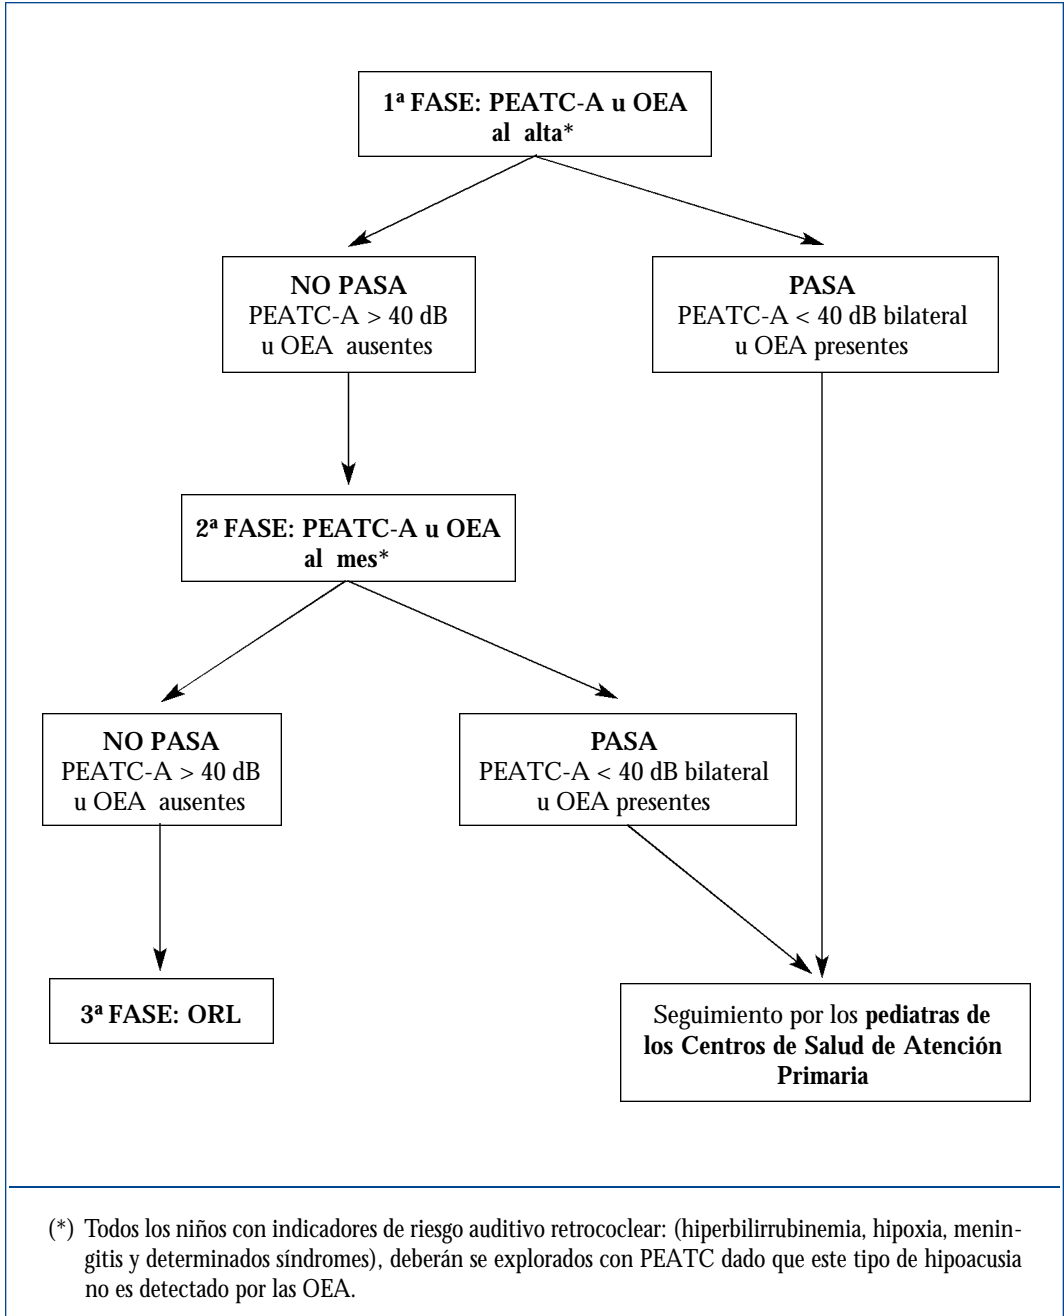 1ª FASE: PEATC-A u OEA
al alta*
NO PASA
PEATC-A > 40 dB
u OEA ausentes
PASA
PEATC-A < 40 dB bilateral
u OEA presentes
2ª FASE: PEATC-A u OEA
al mes*
NO PASA
PEATC-A > 40 dB
u OEA ausentes
PASA
PEATC-A < 40 dB bilateral
u OEA presentes
3ª FASE: ORL
Seguimiento por los pediatras de
los Centros de Salud de Atención
Primaria
(*) Todos los niños con indicadores de riesgo auditivo retrococlear: (hiperbilirrubinemia, hipoxia, menin-
gitis y determinados síndromes), deberán se explorados con PEATC dado que este tipo de hipoacusia
no es detectado por las OEA.